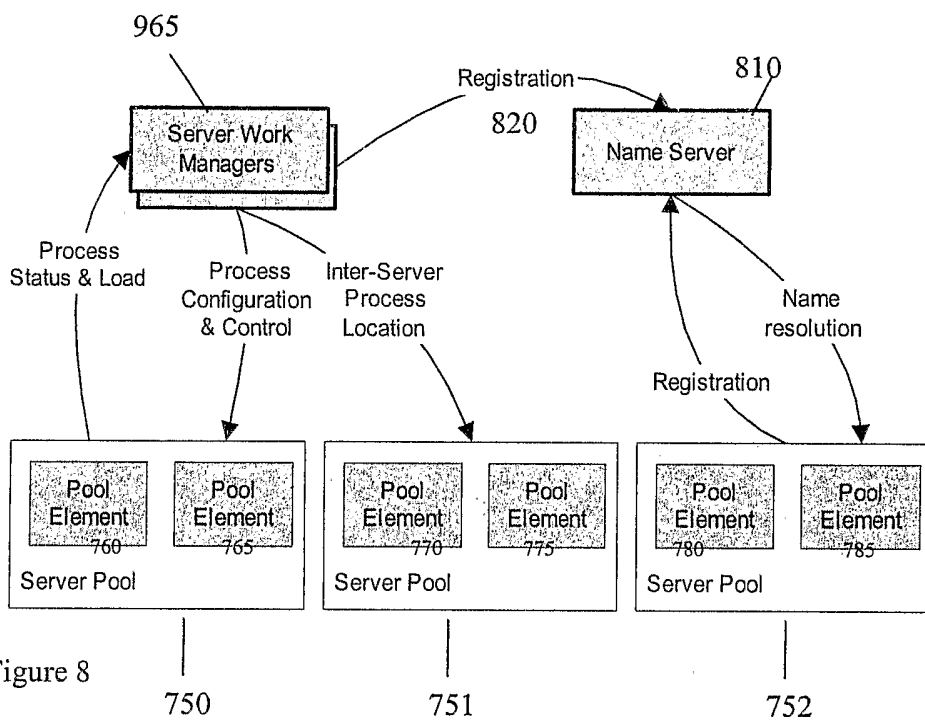 965
Registration
810
820
Server Work
Managers
Name Server
Process
Status & Load
Process
Configuration
& Control
Inter-Server
Process
Location
Name
resolution
Registration
Pool
Element
760
Pool
Element
765
Server Pool
Pool
Element
770
Pool
Element
775
Server Pool
Pool
Element
780
Pool
Element
785
Server Pool
igure 8
750
751
752